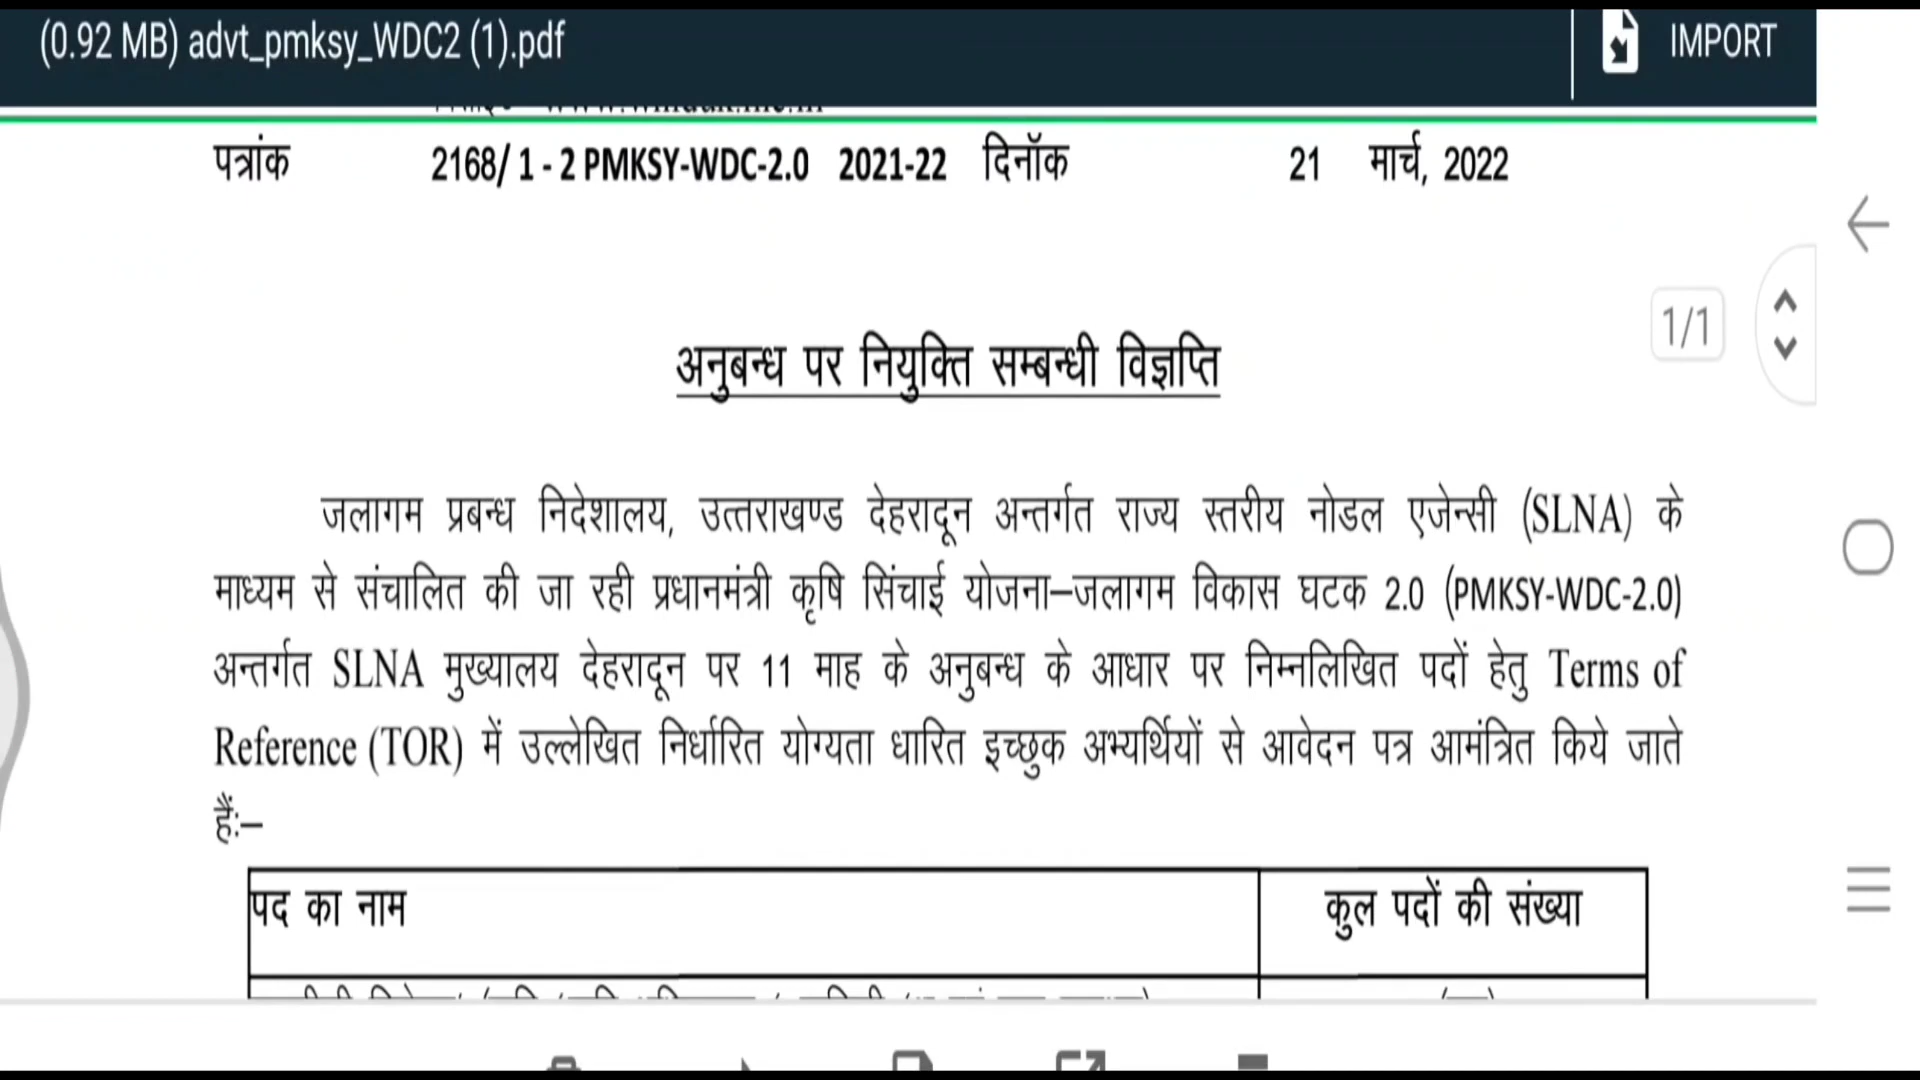 (0.92 MB) advt_pmksy_WDC2 (1).pdf
IMPORT
पत्रांक 2168/ 1 - 2 PMKSY-WDC-2.0 2021-22 दिनॉक 21 मार्च, 2022
1/1
अनुबन्ध पर नियुक्ति सम्बन्धी विज्ञप्ति
जलागम प्रबन्ध निदेशालय, उत्तराखण्ड देहरादून अन्तर्गत राज्य स्तरीय नोडल एजेन्सी (SLNA) के
माध्यम से संचालित की जा रही प्रधानमंत्री कृषि सिंचाई योजना–जलागम विकास घटक 2.0 (PMKSY-WDC-2.0)
अन्तर्गत SLNA मुख्यालय देहरादून पर 11 माह के अनुबन्ध के आधार पर निम्नलिखित पदों हेतु Terms of
Reference (TOR) में उल्लेखित निर्धारित योग्यता धारित इच्छुक अभ्यर्थियों से आवेदन पत्र आमंत्रित किये जाते
हैं:–
पद का नाम कुल पदों की संख्या